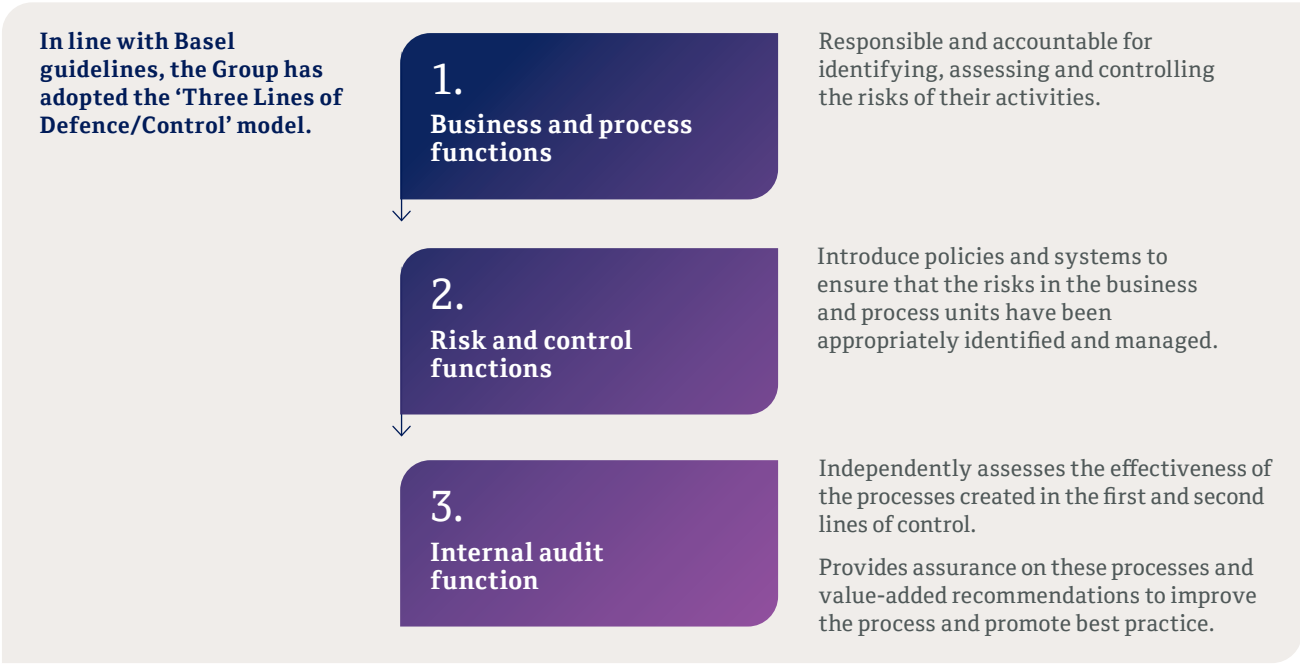 In line with Basel
guidelines, the Group has
adopted the ‘Three Lines of
Defence/Control’ model.
1.
Business and process
functions
Responsible and accountable for
identifying, assessing and controlling
the risks of their activities.
2.
Risk and control
functions
Introduce policies and systems to
ensure that the risks in the business
and process units have been
appropriately identified and managed.
3.
Internal audit
function
Independently assesses the effectiveness of
the processes created in the first and second
lines of control.
Provides assurance on these processes and
value-added recommendations to improve
the process and promote best practice.